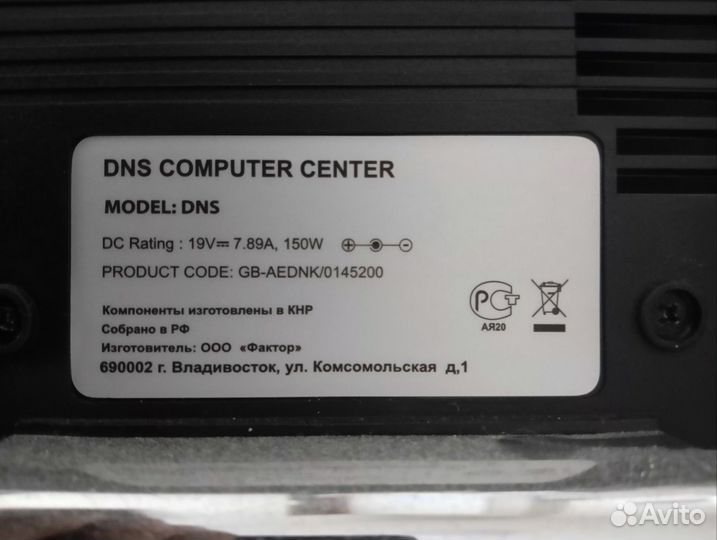 DNS COMPUTER CENTER
MODEL: DNS
DC Rating : 19V⎓ 7.89A, 150W
PRODUCT CODE: GB-AEDNK/0145200
Компоненты изготовлены в КНР
Собрано в РФ
Изготовитель: ООО «Фактор»
690002 г. Владивосток, ул. Комсомольская д,1
РСТ
АЯ20
Avito